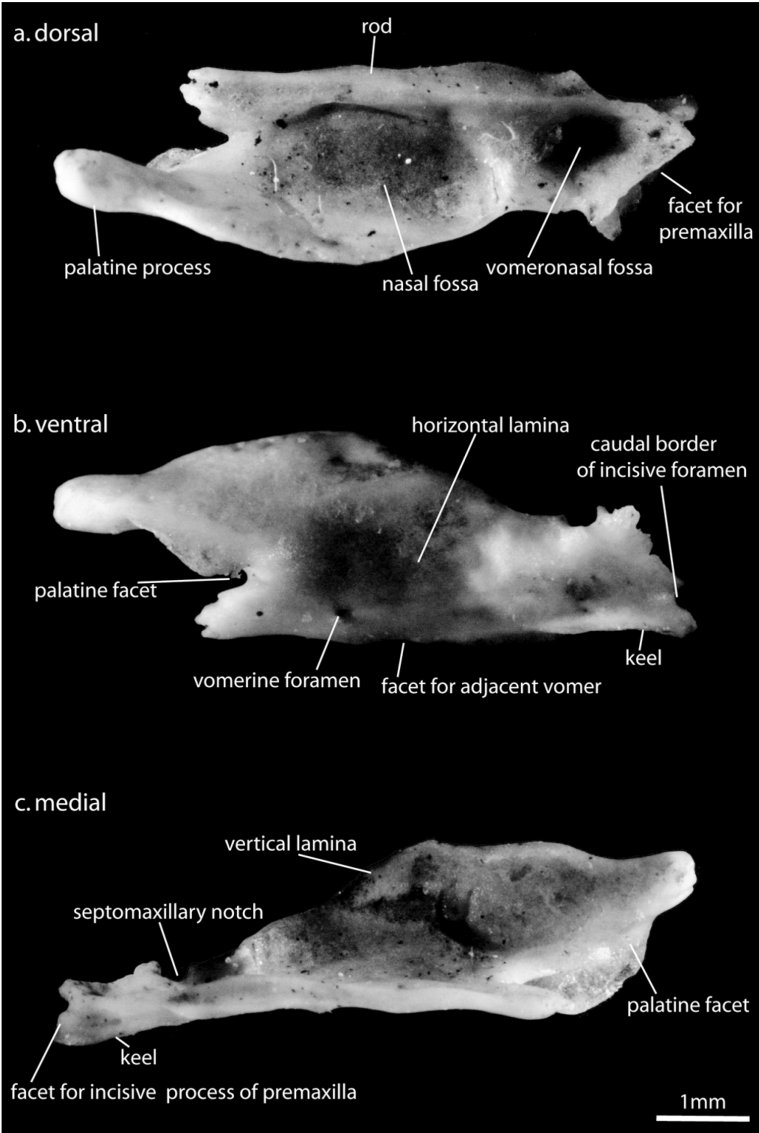 a. dorsal
rod
facet for
premaxilla
palatine process
vomeronasal fossa
nasal fossa
b. ventral
horizontal lamina
caudal border
of incisive foramen
palatine facet
vomerine foramen
keel
facet for adjacent vomer
c. medial
vertical lamina
septomaxillary notch
palatine facet
keel
facet for incisive process of premaxilla
1mm